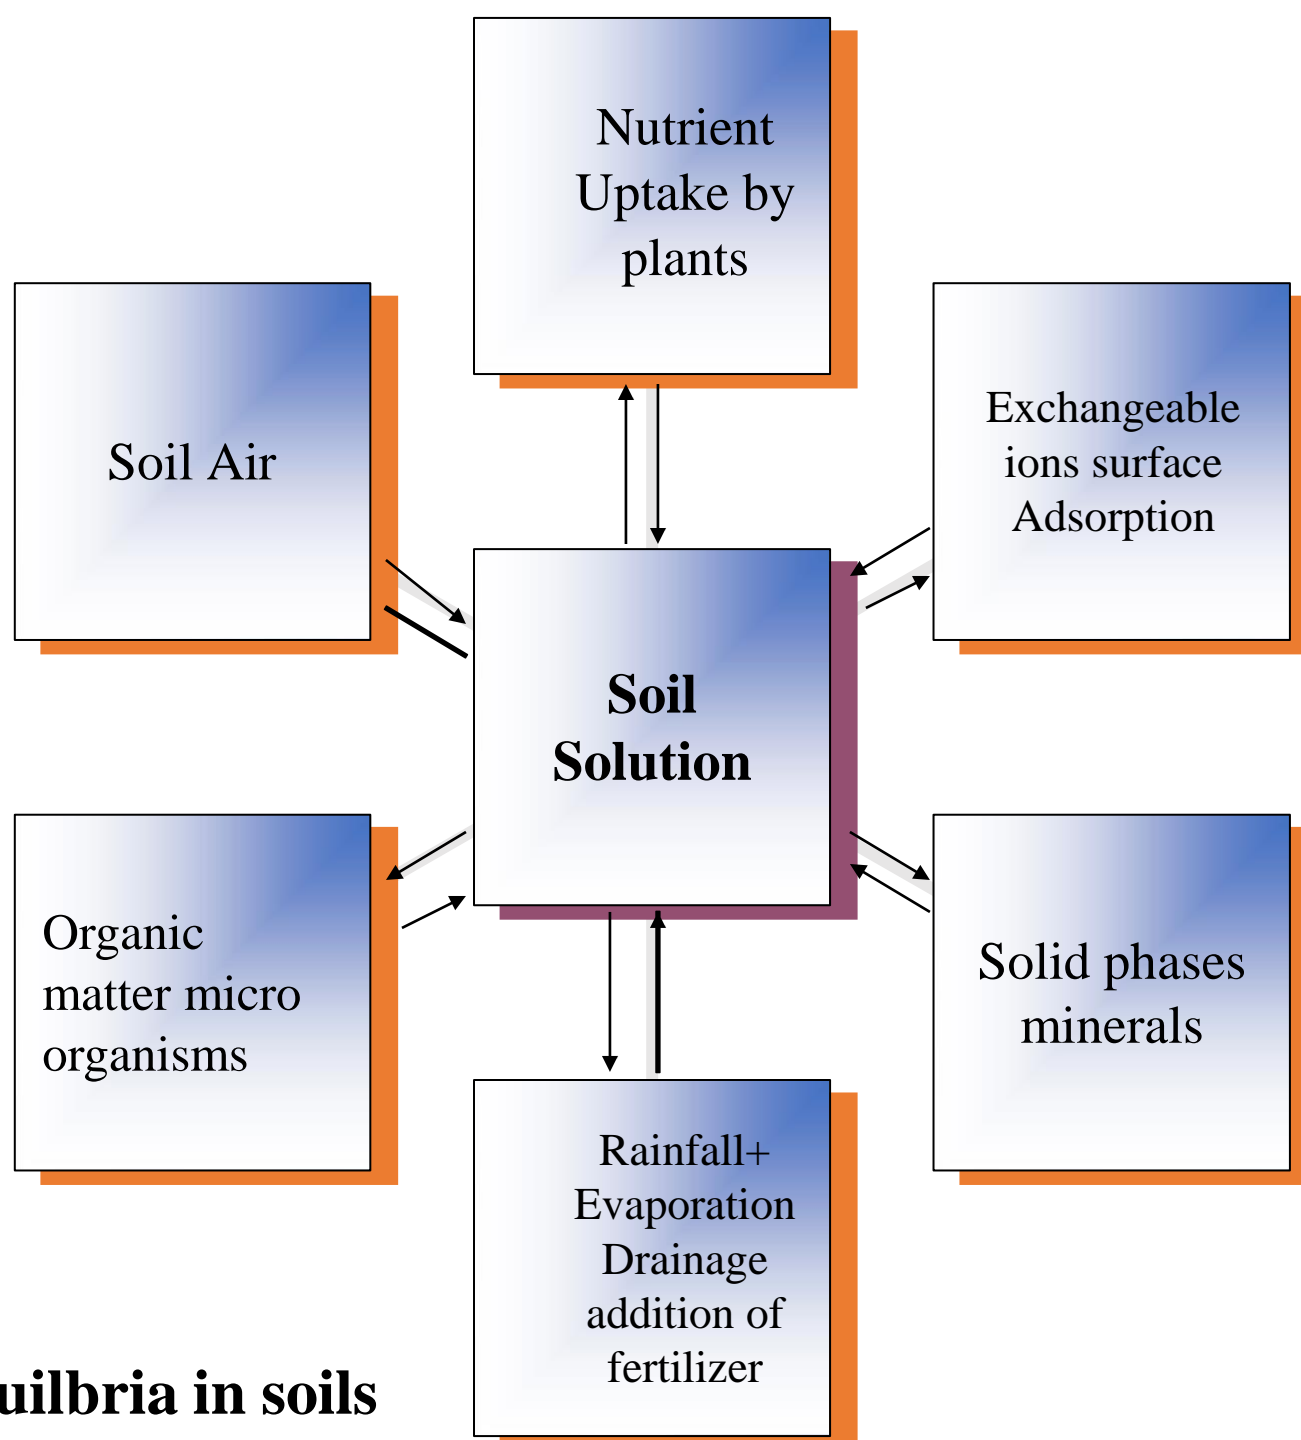 Nutrient
Uptake by
plants
Soil Air
Exchangeable
ions surface
Adsorption
Soil
Solution
Organic
matter micro
organisms
Solid phases
minerals
Rainfall+
Evaporation
Drainage
addition of
fertilizer
uilbria in soils